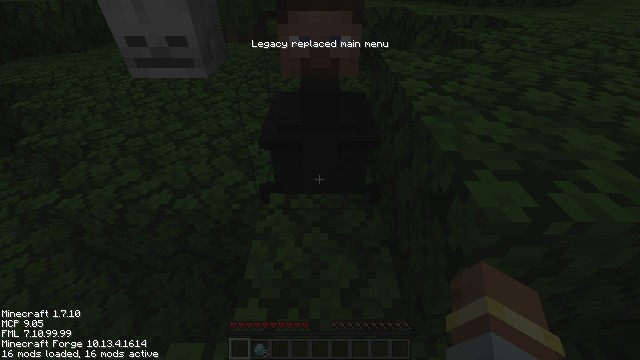 Legacy replaced main menu
Minecraft 1.7.10
MCP 9.05
FML 7.10.99.99
Minecraft Forge 10.13.4.1614
16 mods loaded, 16 mods active